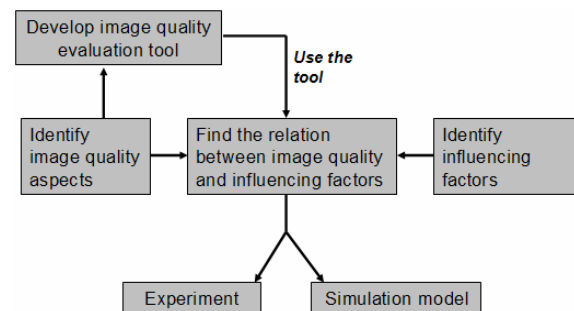 Develop image quality
evaluation tool
Use the
tool
Identify
image quality
aspects
Find the relation
between image quality
and influencing factors
Identify
influencing
factors
Experiment
Simulation model